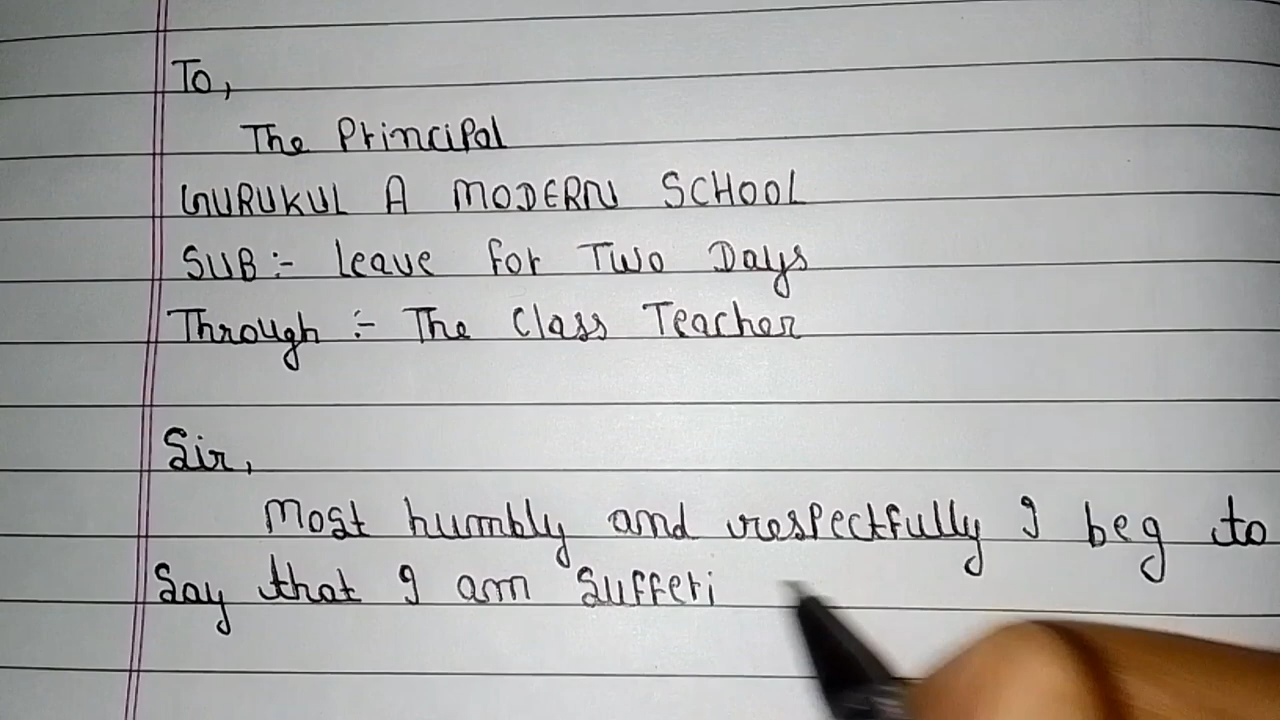 To,
The Principal
GURUKUL A MODERN SCHOOL
SUB:- Leave for Two Days
Through :- The Class Teacher
Sir,
Most humbly and respectfully I beg to
Say that I am Sufferi